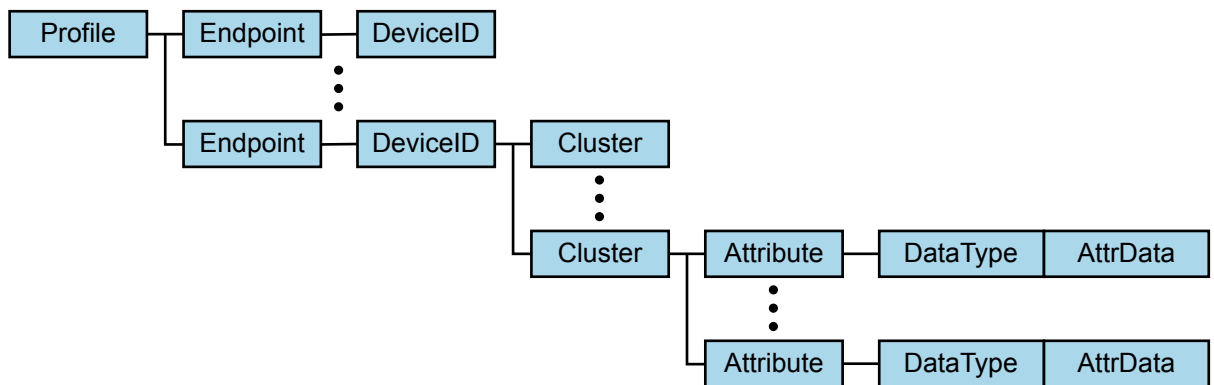 Profile Endpoint DeviceID
Endpoint DeviceID Cluster
Cluster Attribute DataType AttrData
Attribute DataType AttrData